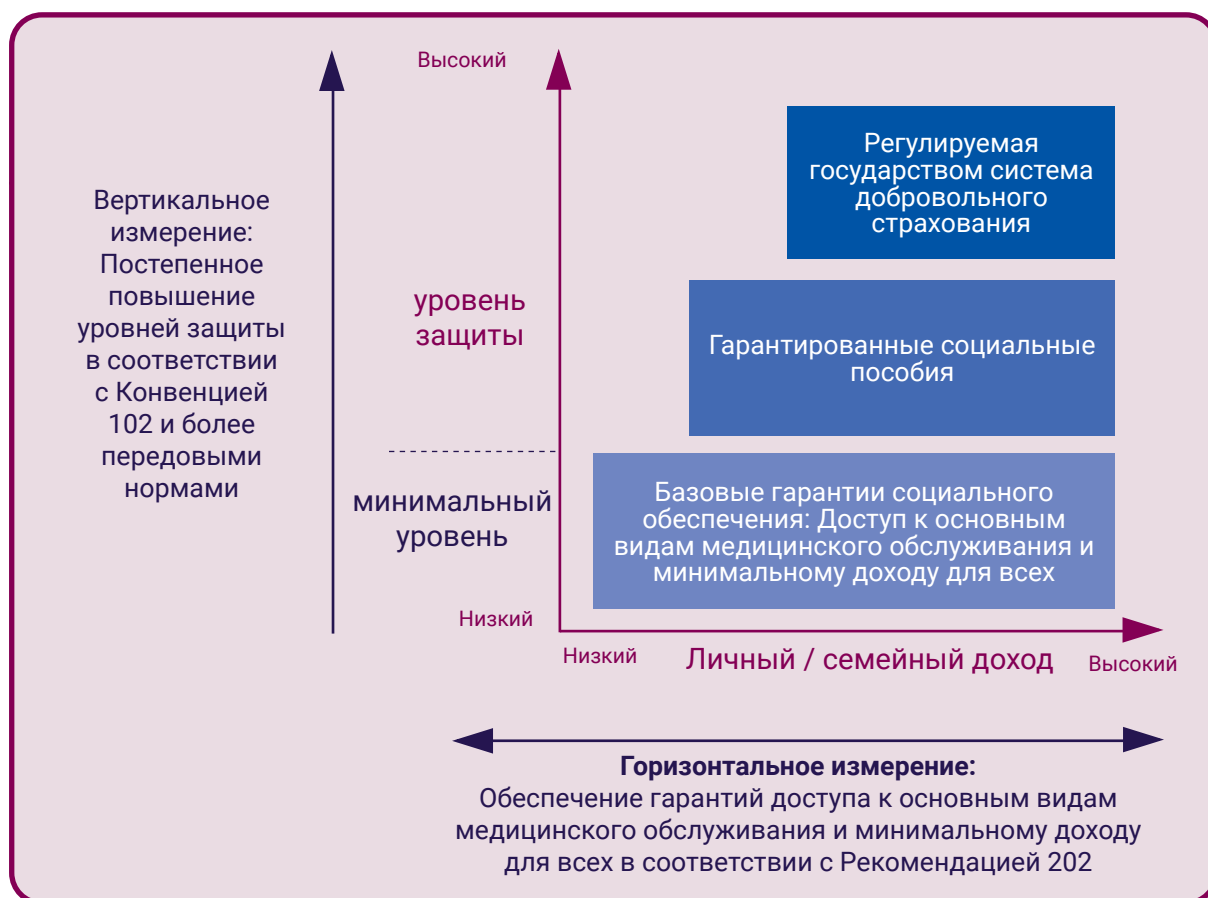 Высокий
Регулируемая
государством система
добровольного
страхования
Вертикальное
измерение:
Постепенное
повышение
уровней защиты
в соответствии
с Конвенцией
102 и более
передовыми
нормами
уровень
защиты
Гарантированные социальные
пособия
минимальный
уровень
Базовые гарантии социального
обеспечения: Доступ к основным
видам медицинского обслуживания и
минимальному доходу для всех
Низкий
Низкий
Личный / семейный доход
Высокий
Горизонтальное измерение:
Обеспечение гарантий доступа к основным видам
медицинского обслуживания и минимальному доходу
для всех в соответствии с Рекомендацией 202